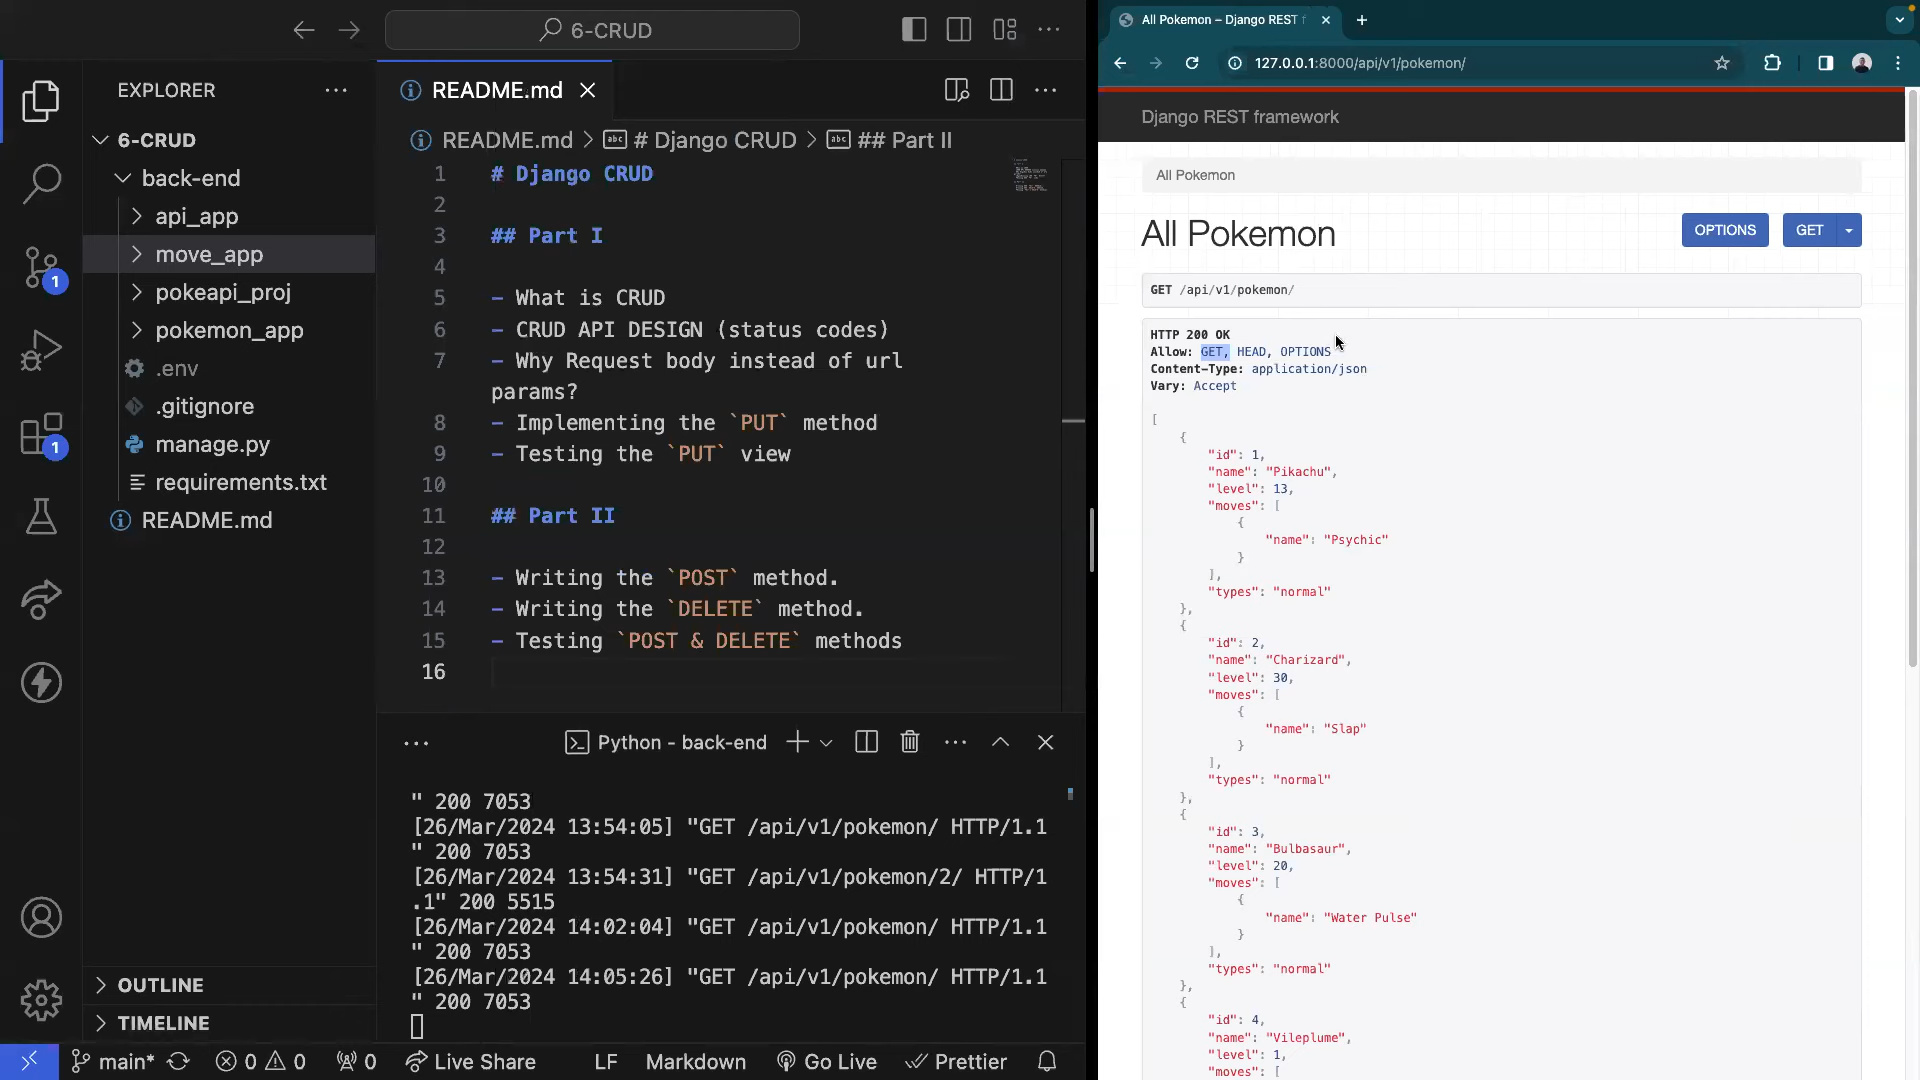 6-CRUD
EXPLORER
6-CRUD
back-end
api_app
move_app
pokeapi_proj
pokemon_app
.env
.gitignore
manage.py
requirements.txt
README.md
OUTLINE
TIMELINE
1
1
README.md
README.md > # Django CRUD > ## Part II
1 # Django CRUD
2
3 ## Part I
4
5 - What is CRUD
6 - CRUD API DESIGN (status codes)
7 - Why Request body instead of url
params?
8 - Implementing the `PUT` method
9 - Testing the `PUT` view
10
11 ## Part II
12
13 - Writing the `POST` method.
14 - Writing the `DELETE` method.
15 - Testing `POST & DELETE` methods
16
Python - back-end
" 200 7053
[26/Mar/2024 13:54:05] "GET /api/v1/pokemon/ HTTP/1.1
" 200 7053
[26/Mar/2024 13:54:31] "GET /api/v1/pokemon/2/ HTTP/1
.1" 200 5515
[26/Mar/2024 14:02:04] "GET /api/v1/pokemon/ HTTP/1.1
" 200 7053
[26/Mar/2024 14:05:26] "GET /api/v1/pokemon/ HTTP/1.1
" 200 7053
main* 0 0 0 Live Share LF Markdown Go Live Prettier
All Pokemon – Django REST f
127.0.0.1:8000/api/v1/pokemon/
Django REST framework
All Pokemon
All Pokemon
OPTIONS GET
GET /api/v1/pokemon/
HTTP 200 OK
Allow: GET, HEAD, OPTIONS
Content-Type: application/json
Vary: Accept
[
{
"id": 1,
"name": "Pikachu",
"level": 13,
"moves": [
{
"name": "Psychic"
}
],
"types": "normal"
},
{
"id": 2,
"name": "Charizard",
"level": 30,
"moves": [
{
"name": "Slap"
}
],
"types": "normal"
},
{
"id": 3,
"name": "Bulbasaur",
"level": 20,
"moves": [
{
"name": "Water Pulse"
}
],
"types": "normal"
},
{
"id": 4,
"name": "Vileplume",
"level": 1,
"moves": [